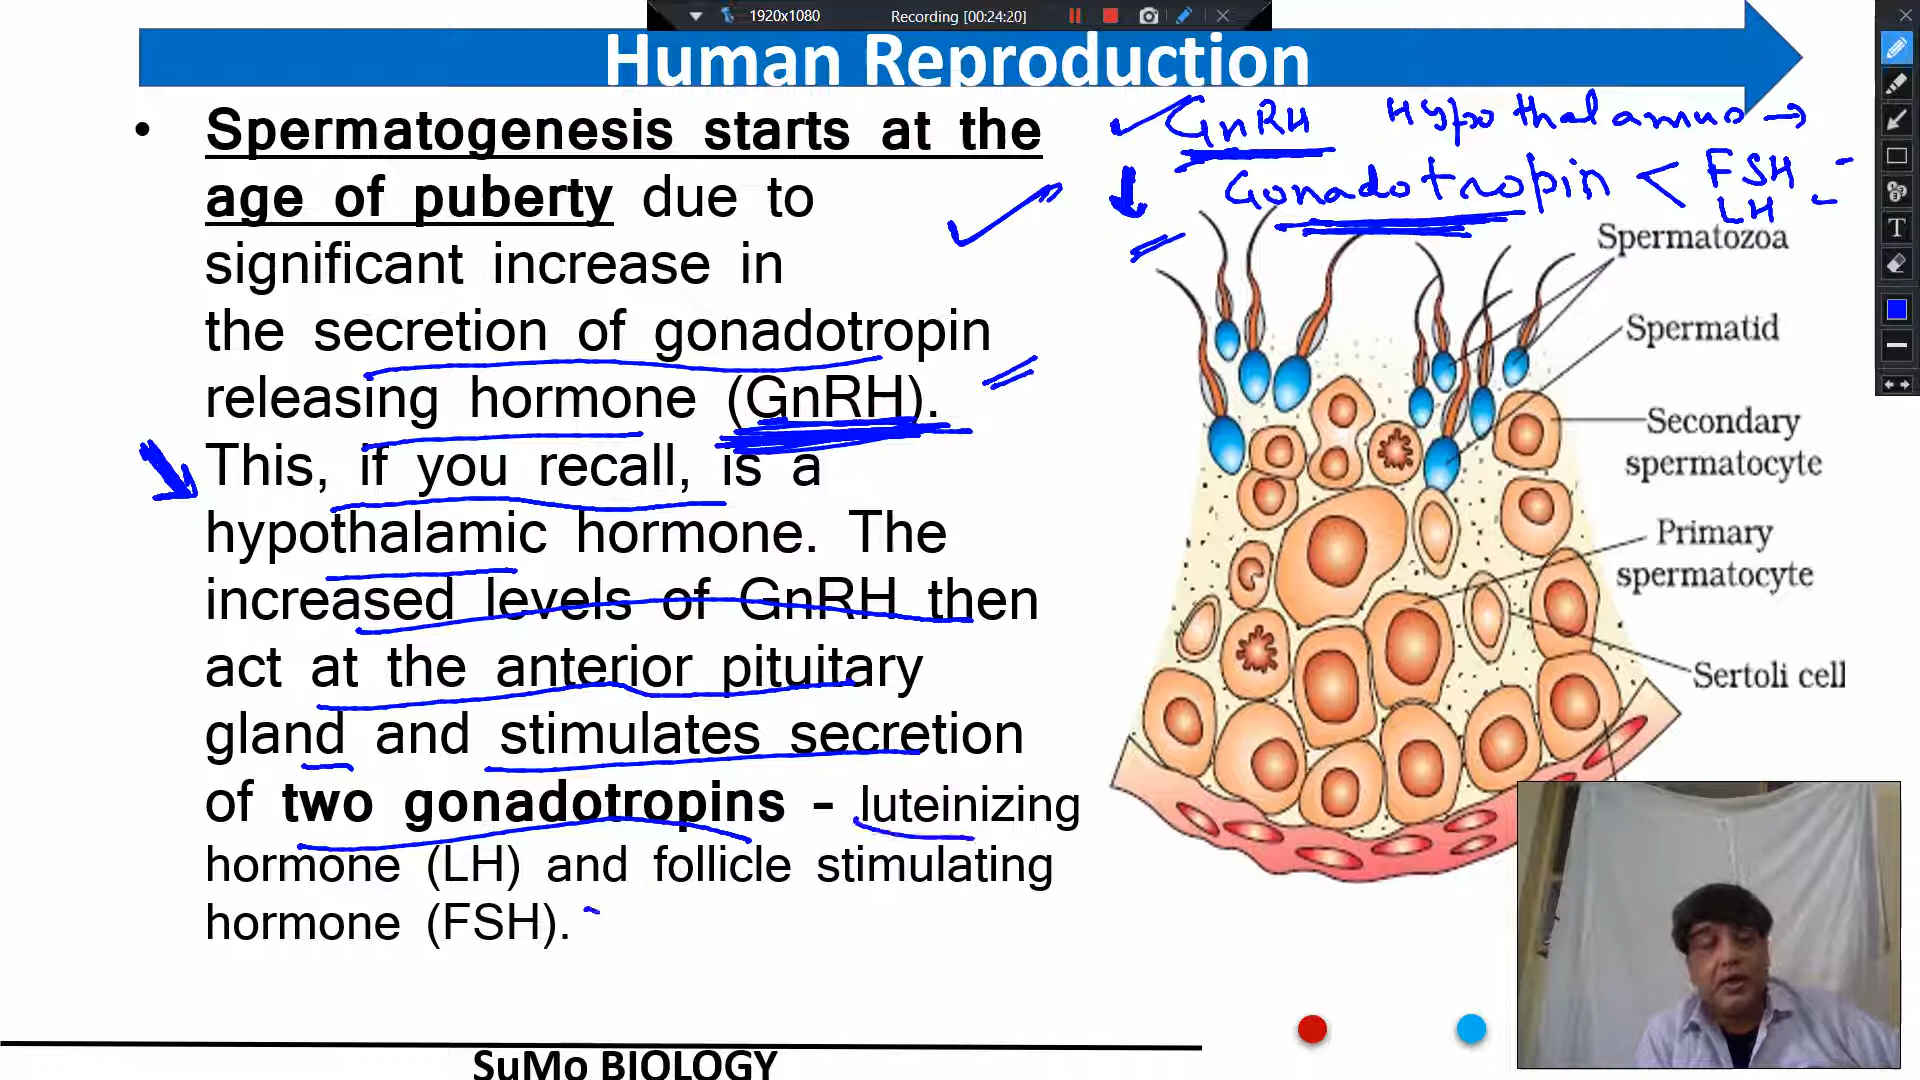 1920x1080
Recording [00:24:20]
Human Reproduction
• Spermatogenesis starts at the
age of puberty due to
significant increase in
the secretion of gonadotropin
releasing hormone (GnRH).
This, if you recall, is a
hypothalamic hormone. The
increased levels of GnRH then
act at the anterior pituitary
gland and stimulates secretion
of two gonadotropins – luteinizing
hormone (LH) and follicle stimulating
hormone (FSH).
GnRH Hypothalamus →
Gonadotropin < FSH
LH
Spermatozoa
Spermatid
Secondary
spermatocyte
Primary
spermatocyte
Sertoli cell
T
SuMo BIOLOGY